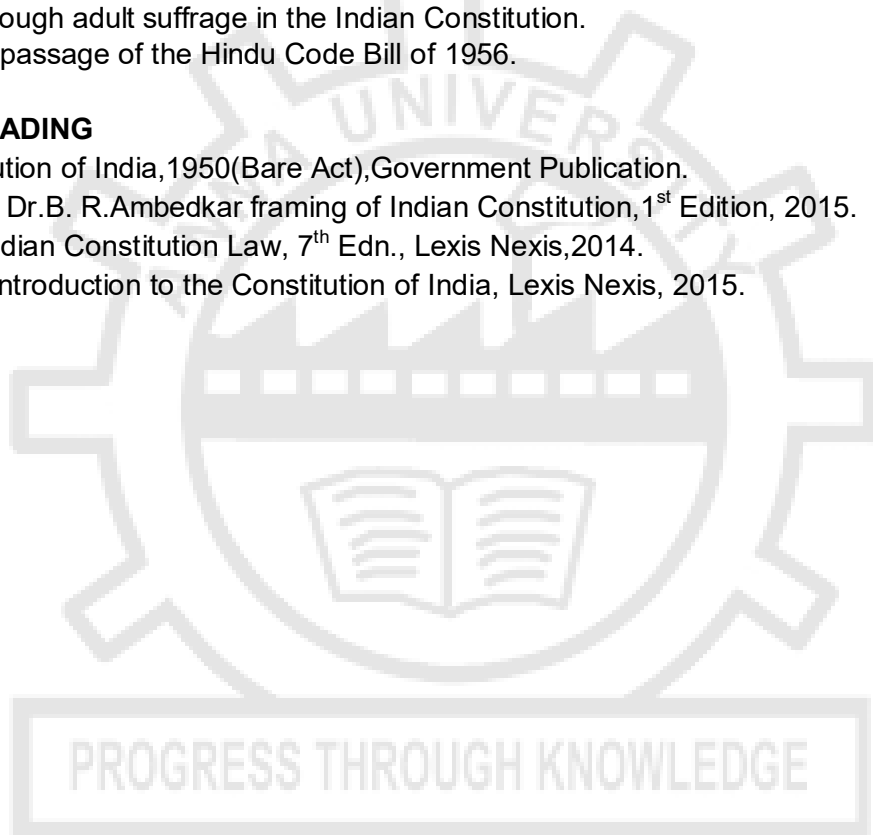 ough adult suffrage in the Indian Constitution.
passage of the Hindu Code Bill of 1956.
ADING
ution of India,1950(Bare Act),Government Publication.
Dr.B. R.Ambedkar framing of Indian Constitution,1st Edition, 2015.
dian Constitution Law, 7th Edn., Lexis Nexis,2014.
ntroduction to the Constitution of India, Lexis Nexis, 2015.
ANNA UNIVERSITY
PROGRESS THROUGH KNOWLEDGE